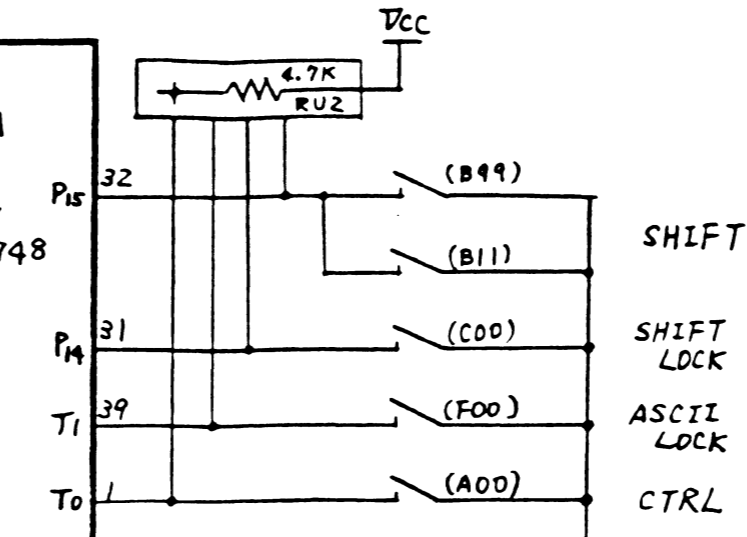 VCC
4.7K
RU2
P15 32 (B99)
748
(B11)
SHIFT
P14 31 (C00)
SHIFT
LOCK
T1 39 (F00)
ASCII
LOCK
T0 1 (A00)
CTRL